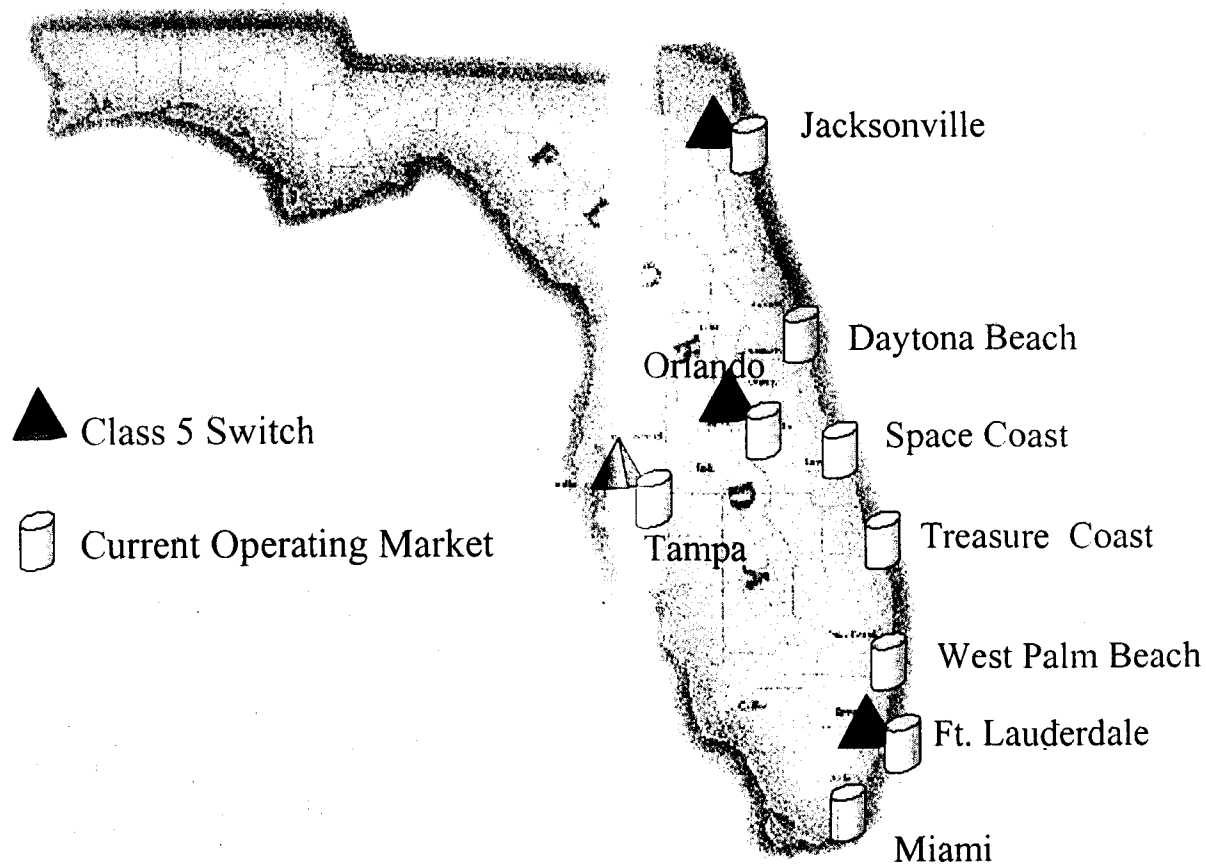 Jacksonville
Daytona Beach
Orlando
Class 5 Switch
Space Coast
Current Operating Market
Treasure Coast
Tampa
West Palm Beach
Ft. Lauderdale
Miami